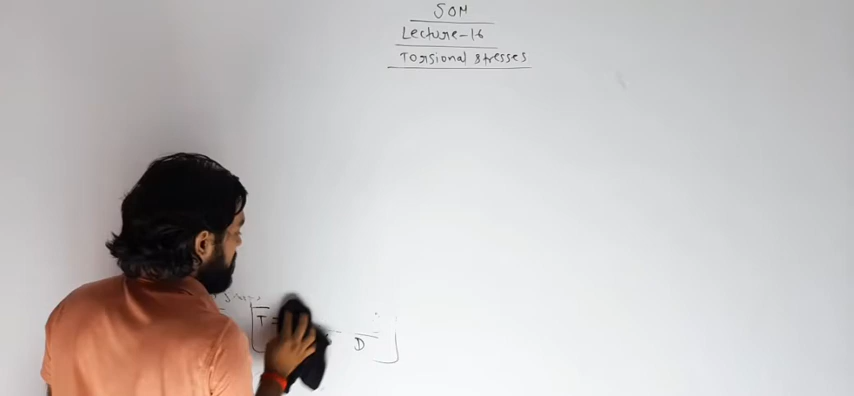 SOM
Lecture-16
Torsional stresses
T =
D